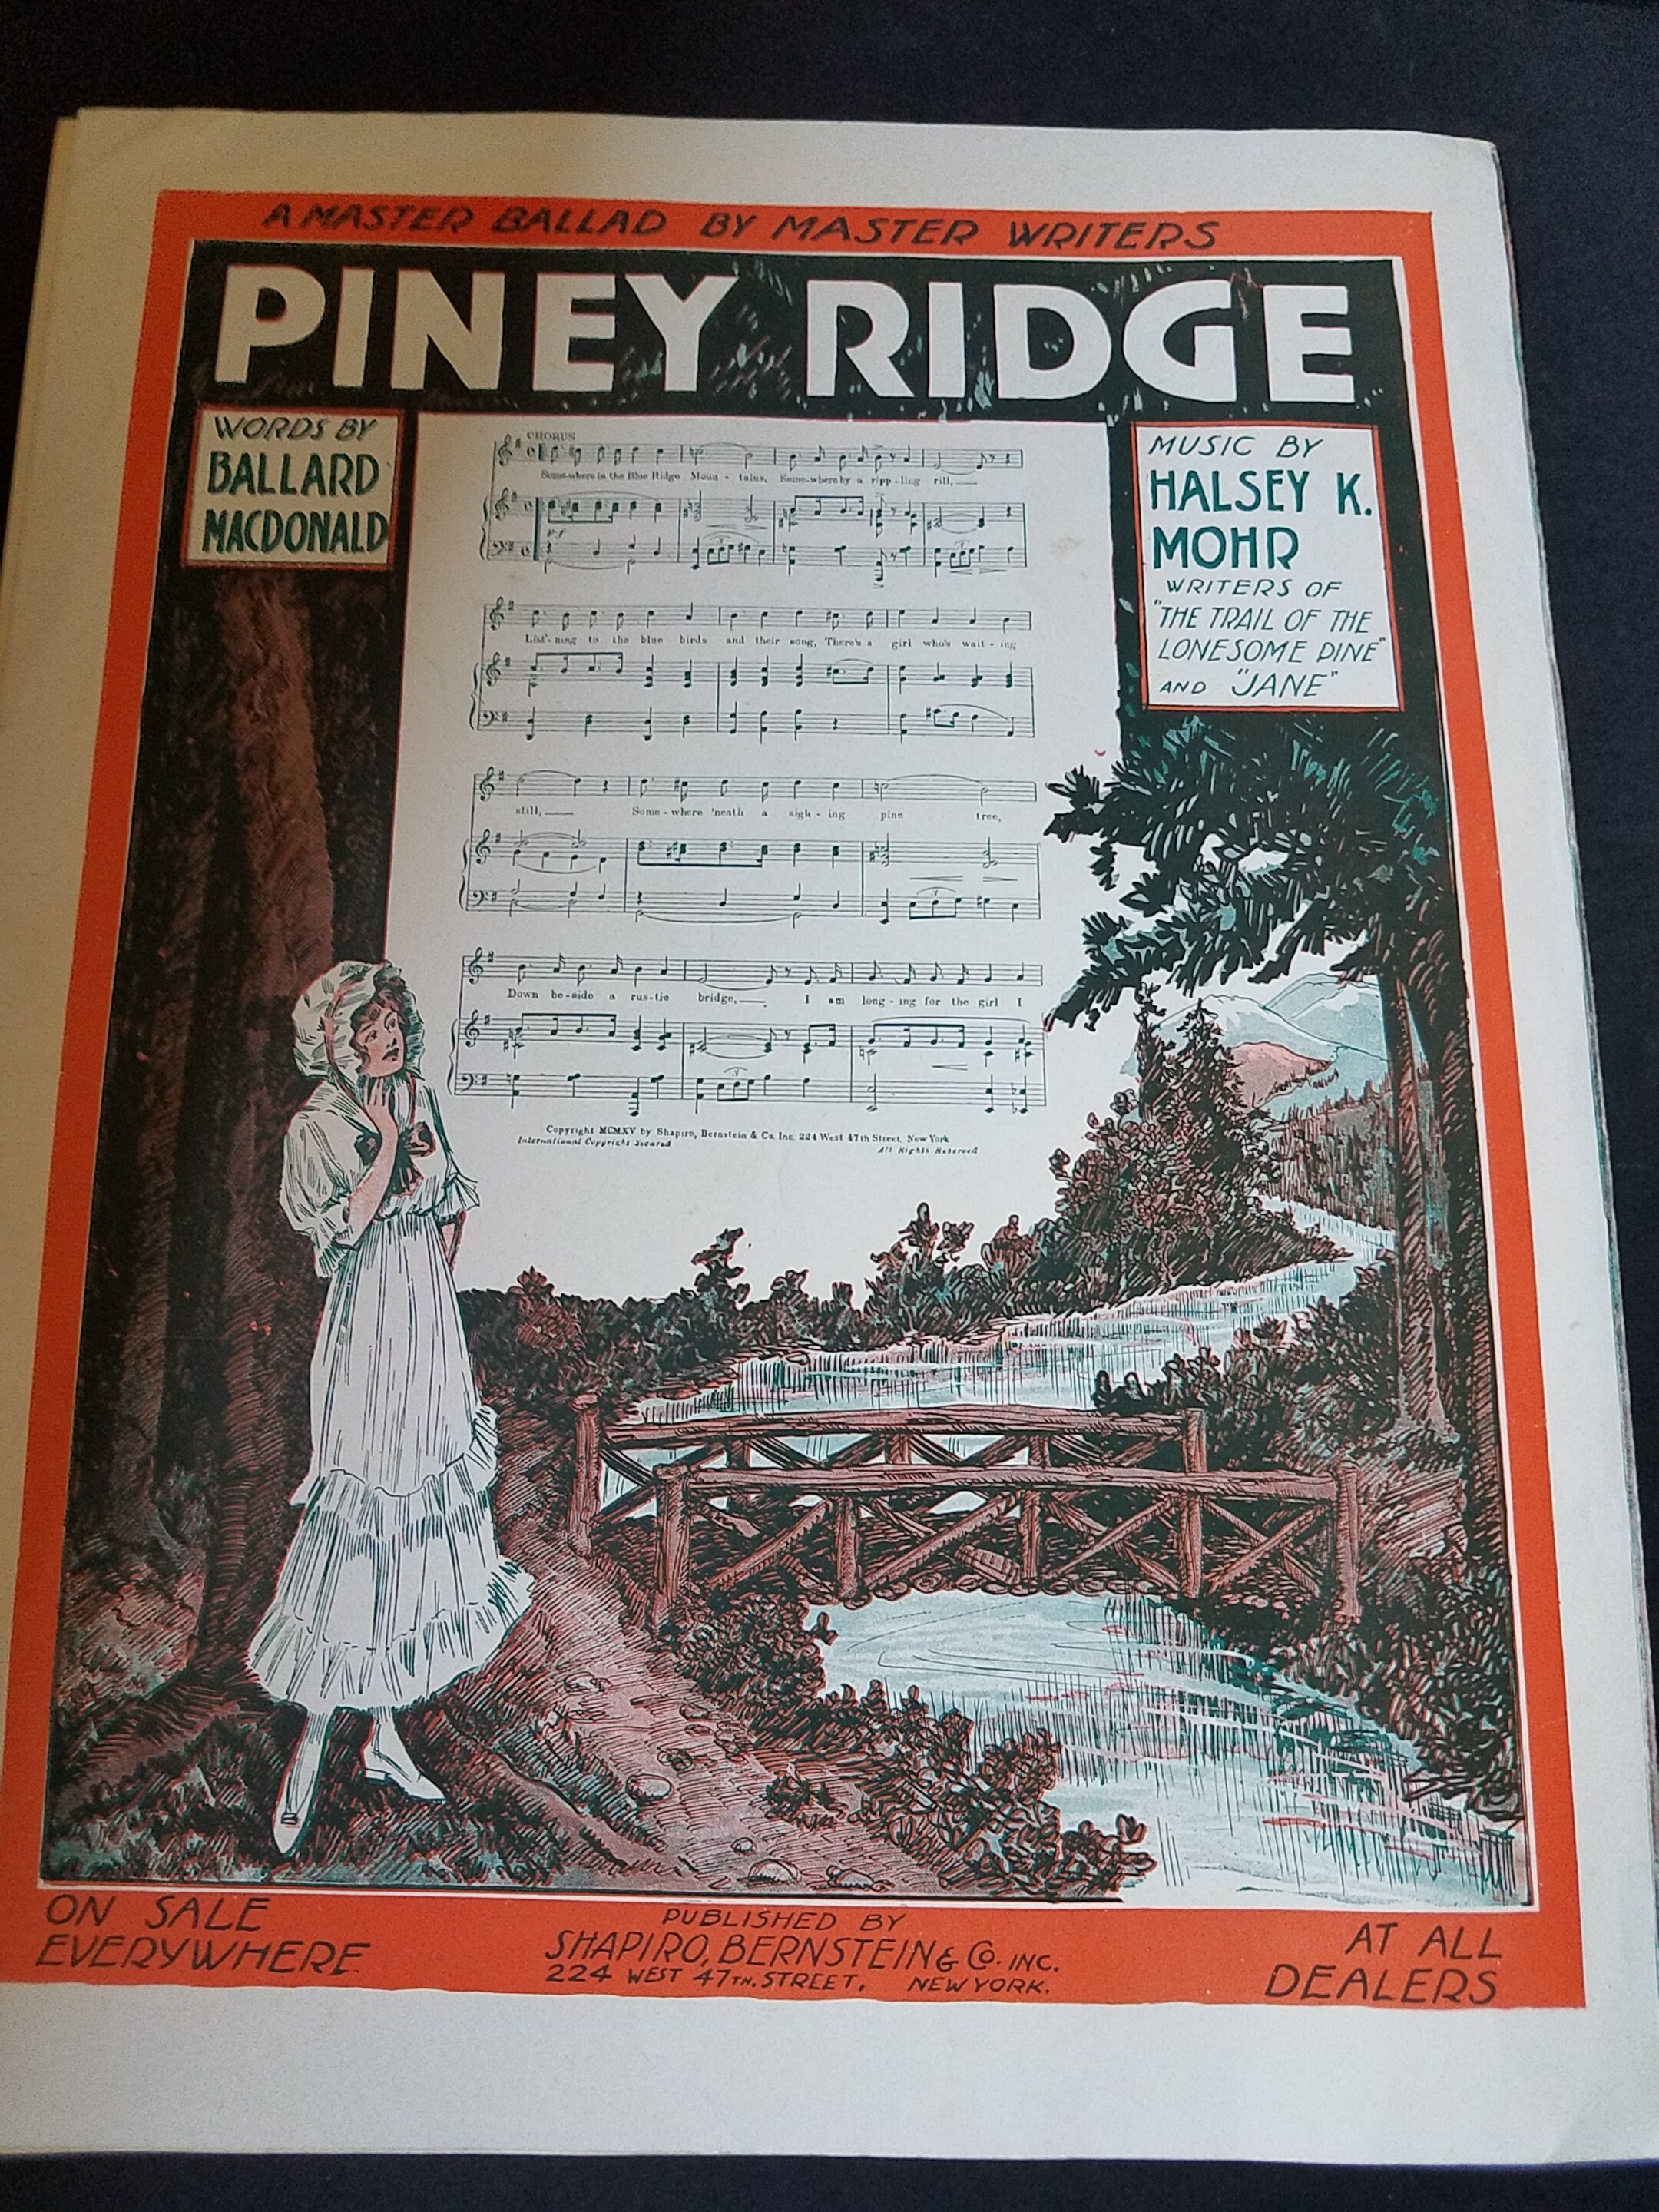 A MASTER BALLAD BY MASTER WRITERS
PINEY RIDGE
WORDS BY
BALLARD
MACDONALD
MUSIC BY
HALSEY K.
MOHR
WRITERS OF
"THE TRAIL OF THE
LONESOME PINE"
AND "JANE"
CHORUS
Some-where in the Blue Ridge Moun - tains, Some-where by a ripp - ling rill,
List'- ning to the blue birds and their song, There's a girl who's wait - ing
still, Some - where 'neath a sigh - ing pine tree,
Down be - side a rus - tic bridge, I am long - ing for the girl I
Copyright MCMXV by Shapiro, Bernstein & Co. Inc. 224 West 47th Street, New York
International Copyright Secured All Rights Reserved
ON SALE
EVERYWHERE
PUBLISHED BY
SHAPIRO, BERNSTEIN & Co. INC.
224 WEST 47TH. STREET, NEW YORK.
AT ALL
DEALERS